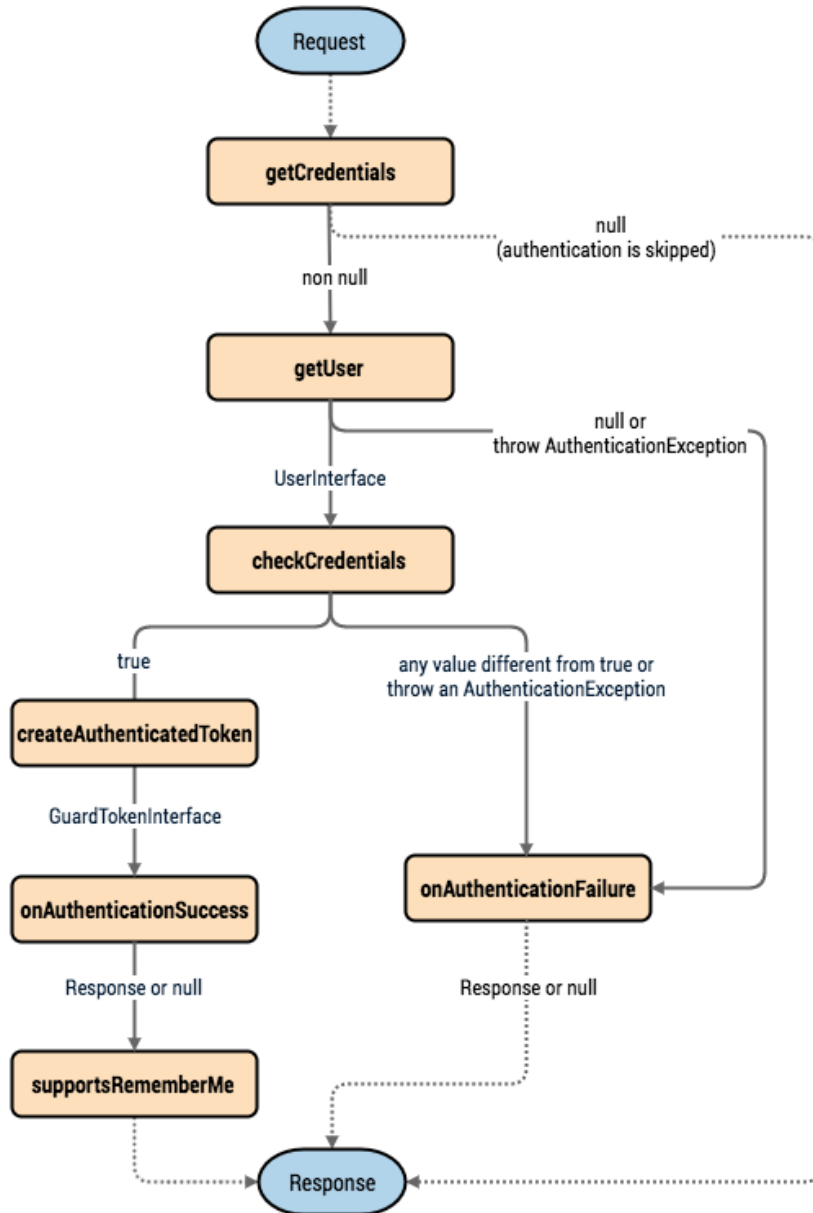 Request
getCredentials
null
(authentication is skipped)
non null
getUser
null or
throw AuthenticationException
UserInterface
checkCredentials
true
any value different from true or
throw an AuthenticationException
createAuthenticatedToken
GuardTokenInterface
onAuthenticationSuccess
onAuthenticationFailure
Response or null
Response or null
supportsRememberMe
Response